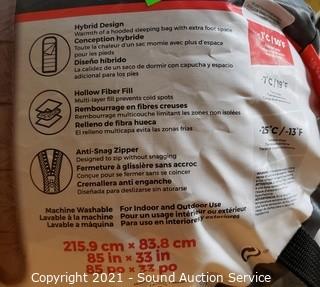 Hybrid Design
Warmth of a hooded sleeping bag with extra foot space
Conception hybride
Toute la chaleur d'un sac momie avec plus d'espace
pour les pieds
Diseño híbrido
La calidez de un saco de dormir con capucha y espacio
adicional para los pies
Hollow Fiber Fill
Multi-layer fill prevents cold spots
Rembourrage en fibres creuses
Rembourrage multicouche limitant les zones non isolées
Relleno de fibra hueca
El relleno multicapa evita las zonas frías
Anti-Snag Zipper
Designed to zip without snagging
Fermeture à glissière sans accroc
Conçue pour se fermer sans se coincer
Cremallera anti enganche
Diseñada para deslizarse sin atorarse
Machine Washable
Lavable à la machine
Lavable a máquina
For Indoor and Outdoor Use
Pour un usage intérieur ou extérieur
Para uso en interiores y exteriores
215.9 cm × 83.8 cm
85 in × 33 in
85 po × 33 po
-7°C / 19°F
-25°C / -13°F
Copyright 2021 - Sound Auction Service